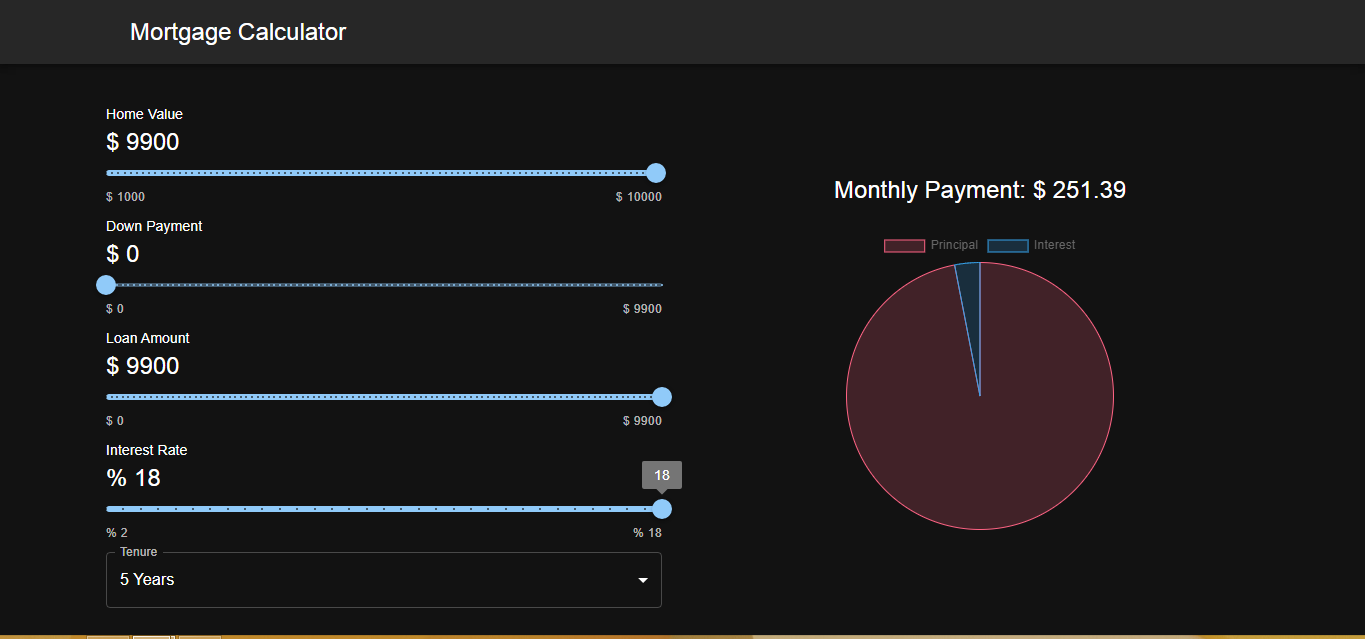 Mortgage Calculator
Home Value
$ 9900
$ 1000
$ 10000
Down Payment
$ 0
$ 0
$ 9900
Loan Amount
$ 9900
$ 0
$ 9900
Interest Rate
% 18
18
% 2
% 18
Tenure
5 Years
Monthly Payment: $ 251.39
Principal
Interest